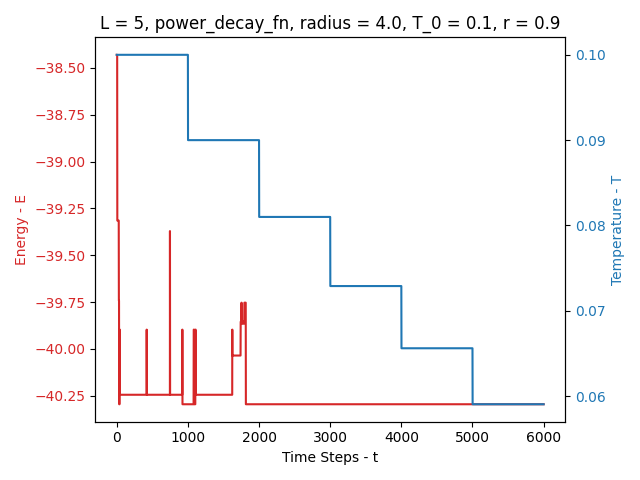 L = 5, power_decay_fn, radius = 4.0, T_0 = 0.1, r = 0.9
−38.50
−38.75
−39.00
−39.25
−39.50
−39.75
−40.00
−40.25
Energy - E
0.10
0.09
0.08
0.07
0.06
Temperature - T
0 1000 2000 3000 4000 5000 6000
Time Steps - t